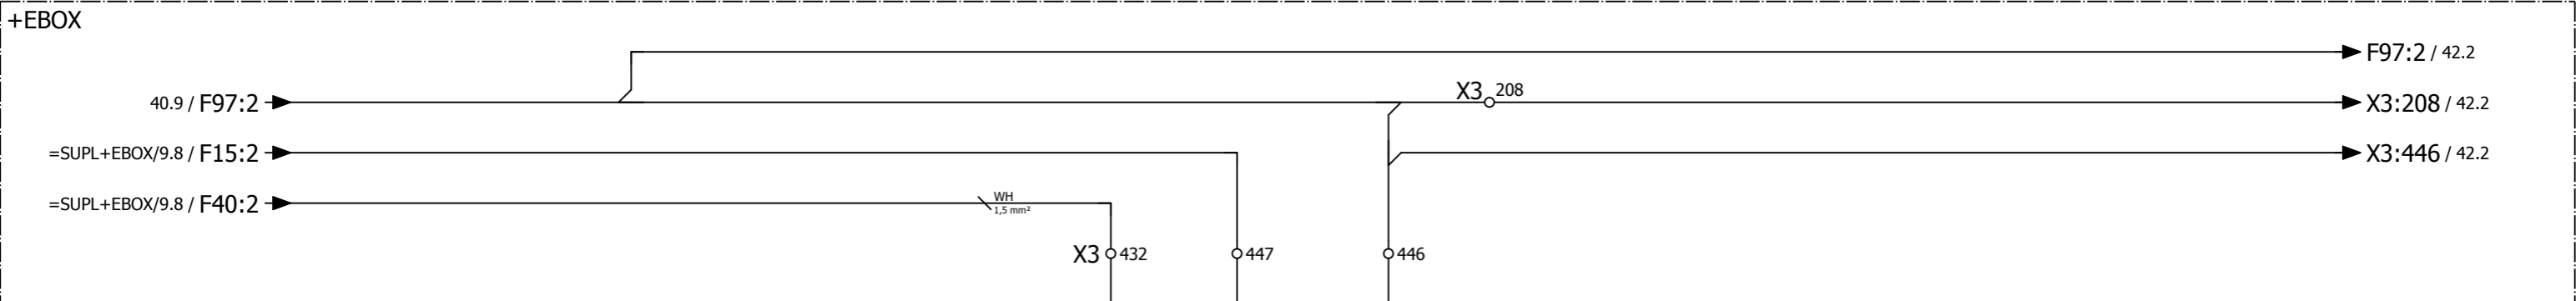 +EBOX
F97:2 / 42.2
40.9 / F97:2
X3 208
X3:208 / 42.2
=SUPL+EBOX/9.8 / F15:2
X3:446 / 42.2
=SUPL+EBOX/9.8 / F40:2
WH
1,5 mm²
X3 432 447 446